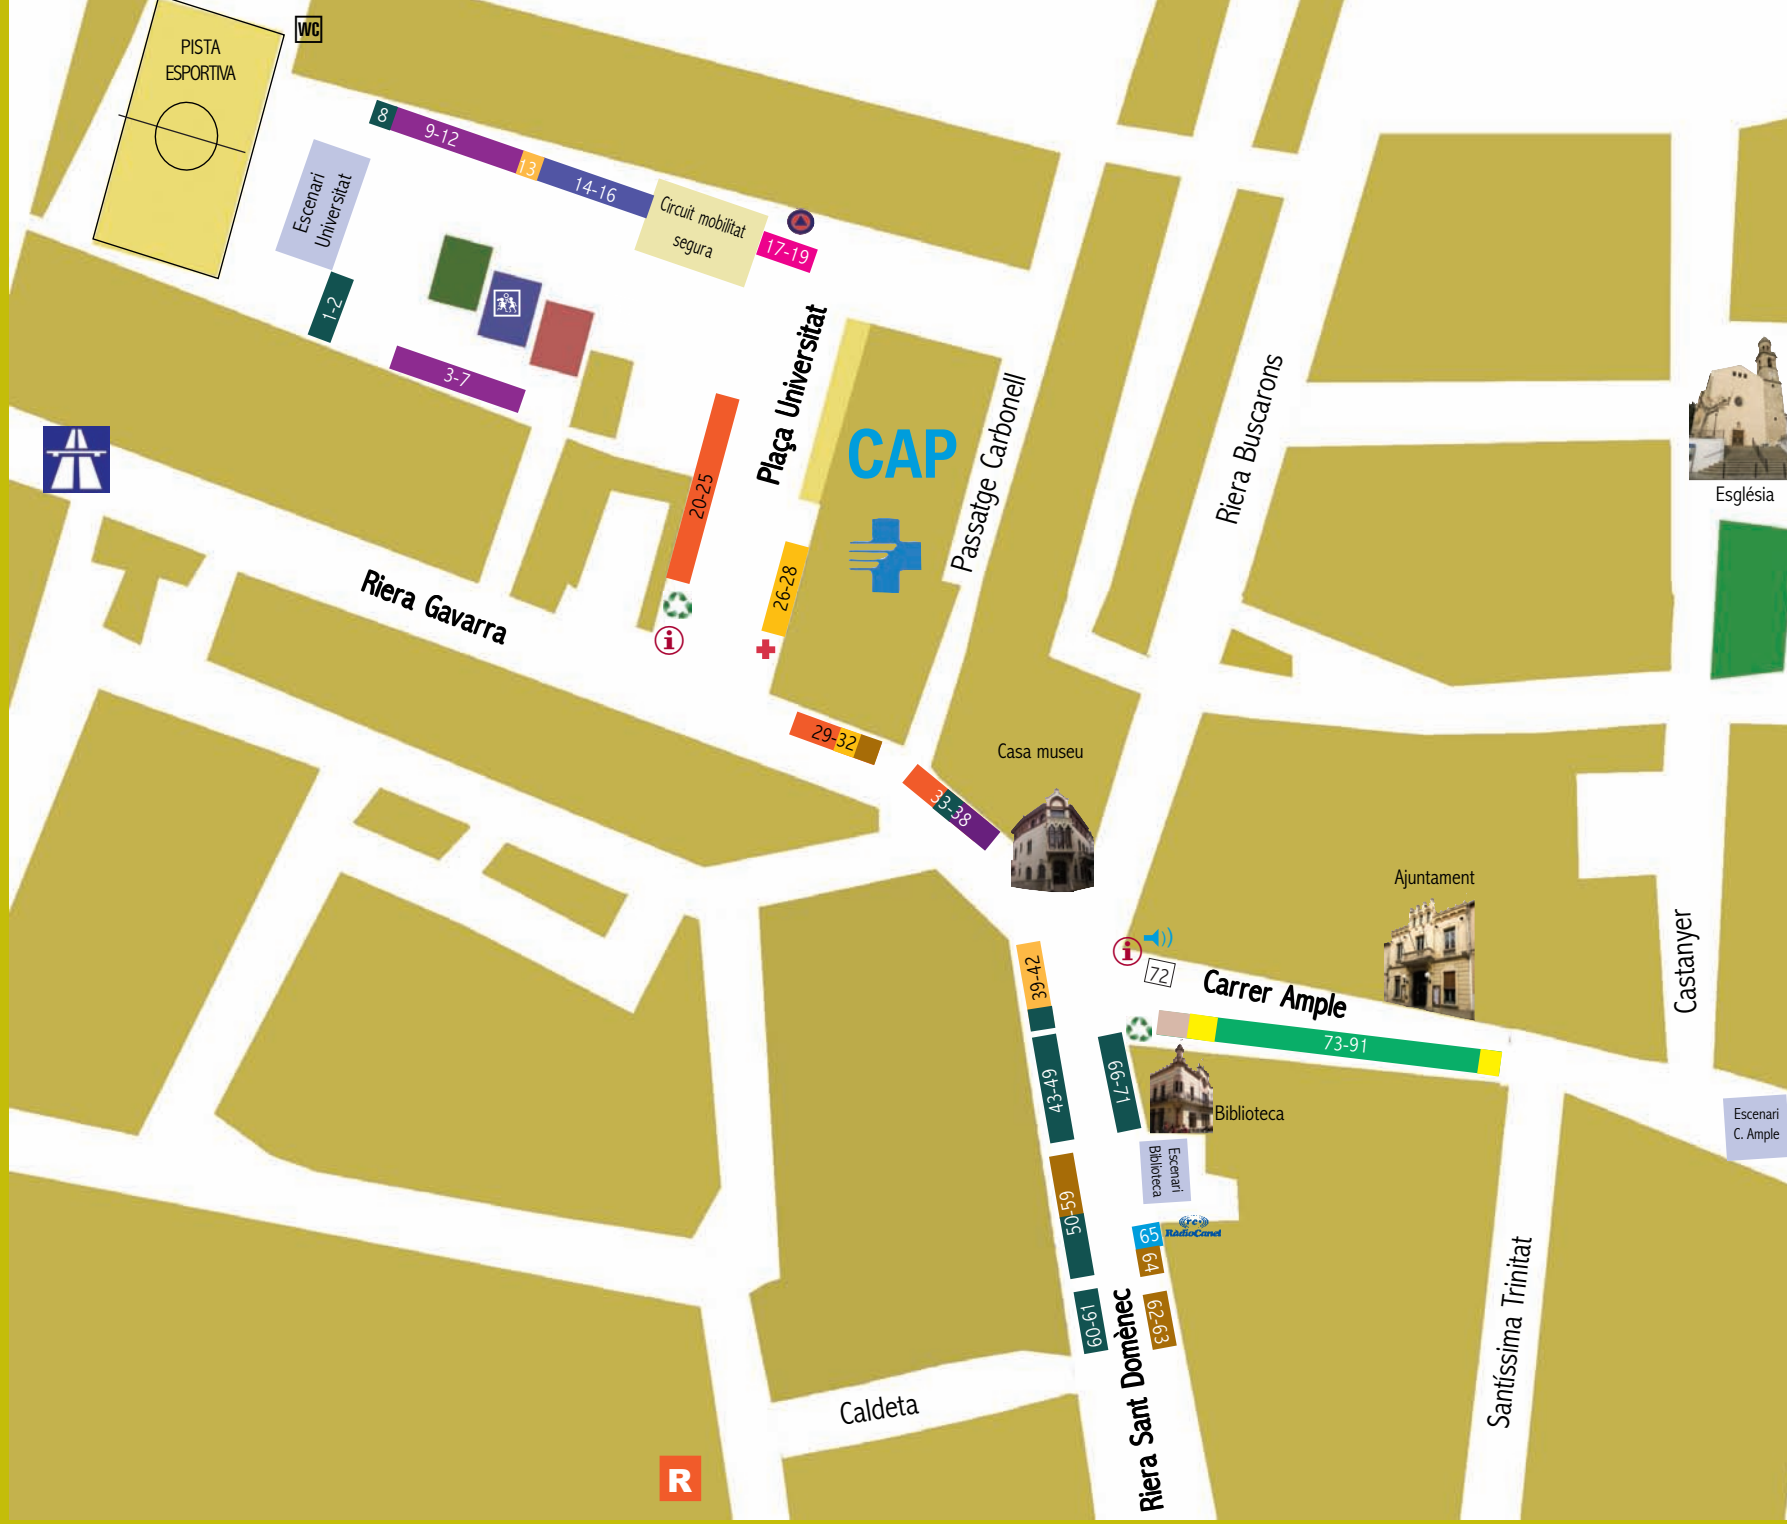 WC
PISTA
ESPORTIVA
8
9-12
13
14-16
Escenari
Universitat
Circuit mobilitat
segura
17-19
1-2
3-7
Plaça Universitat
20-25
CAP
Passatge Carbonell
Riera Buscarons
Església
26-28
Riera Gavarra
i
29-32
33-38
Casa museu
Ajuntament
Castanyer
39-42
i
72
Carrer Ample
73-91
43-49
66-71
Biblioteca
Escenari
C. Ample
Escenari
Biblioteca
50-59
65
RàdioCanet
64
60-61
62-63
Riera Sant Domènec
Santíssima Trinitat
Caldeta
R